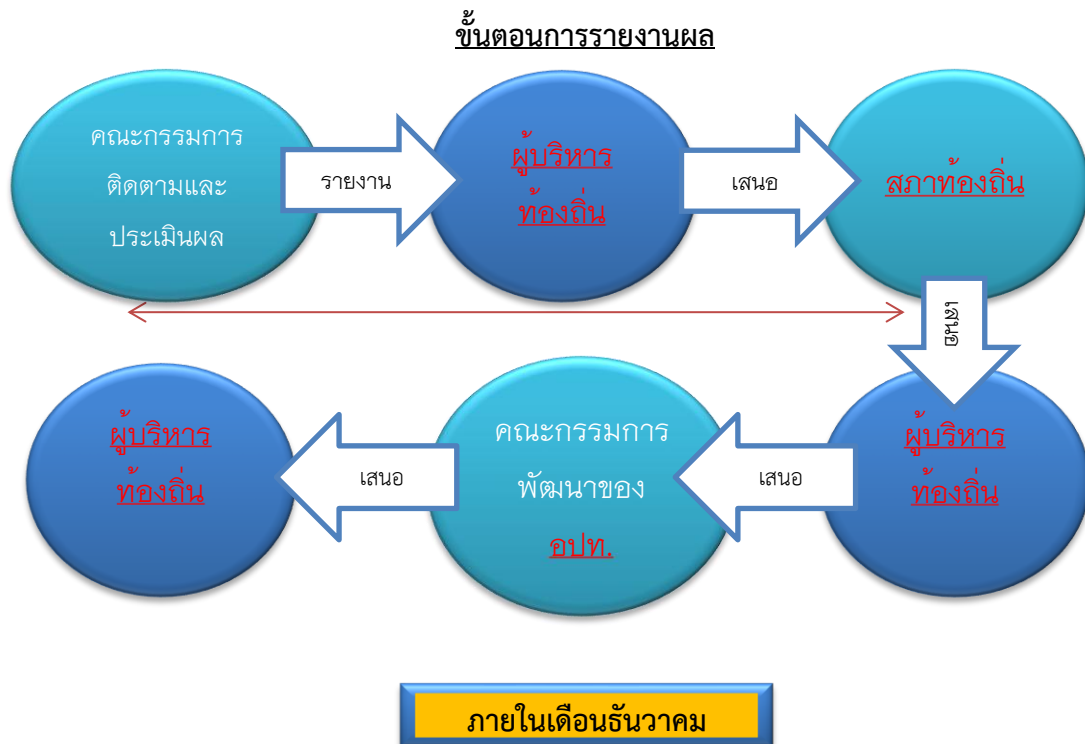 ขั้นตอนการรายงานผล
คณะกรรมการ
ติดตามและ
ประเมินผล
รายงาน
ผู้บริหาร
ท้องถิ่น
เสนอ
สภาท้องถิ่น
เสนอ
ผู้บริหาร
ท้องถิ่น
เสนอ
คณะกรรมการ
พัฒนาของ
อปท.
เสนอ
ผู้บริหาร
ท้องถิ่น
ภายในเดือนธันวาคม